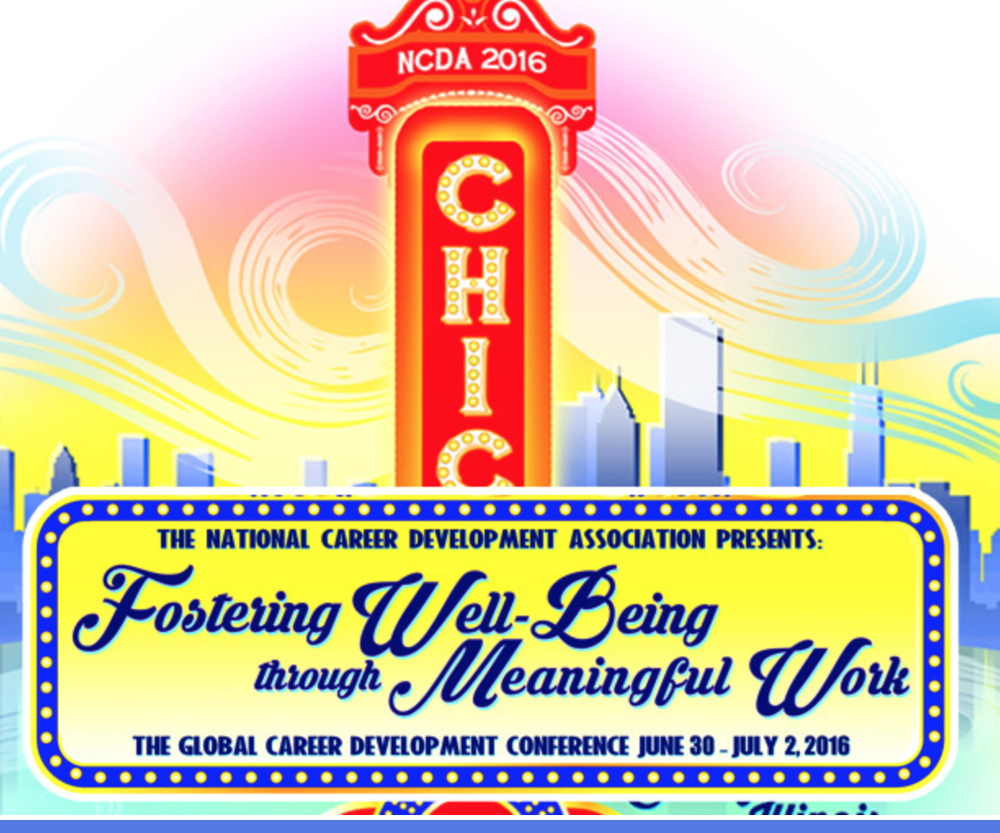 NCDA 2016
CHIC
THE NATIONAL CAREER DEVELOPMENT ASSOCIATION PRESENTS:
Fostering Well-Being
through Meaningful Work
THE GLOBAL CAREER DEVELOPMENT CONFERENCE JUNE 30 - JULY 2, 2016